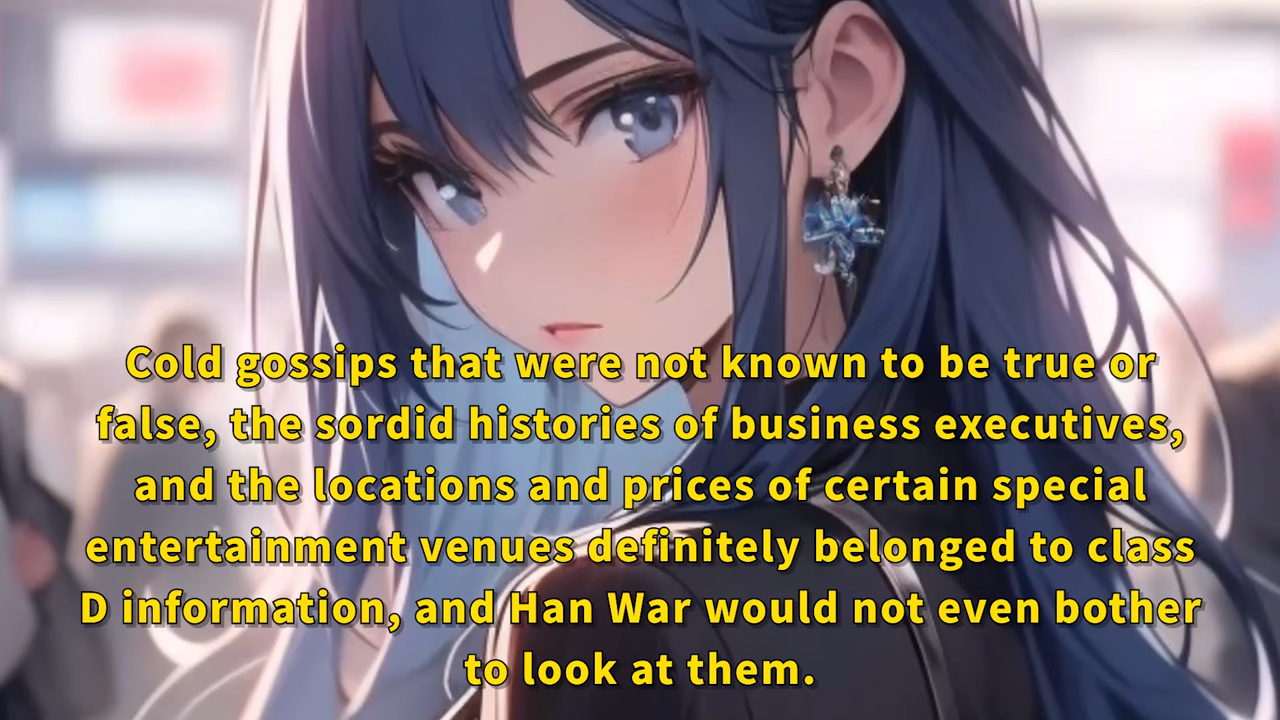 Cold gossips that were not known to be true or
false, the sordid histories of business executives,
and the locations and prices of certain special
entertainment venues definitely belonged to class
D information, and Han War would not even bother
to look at them.